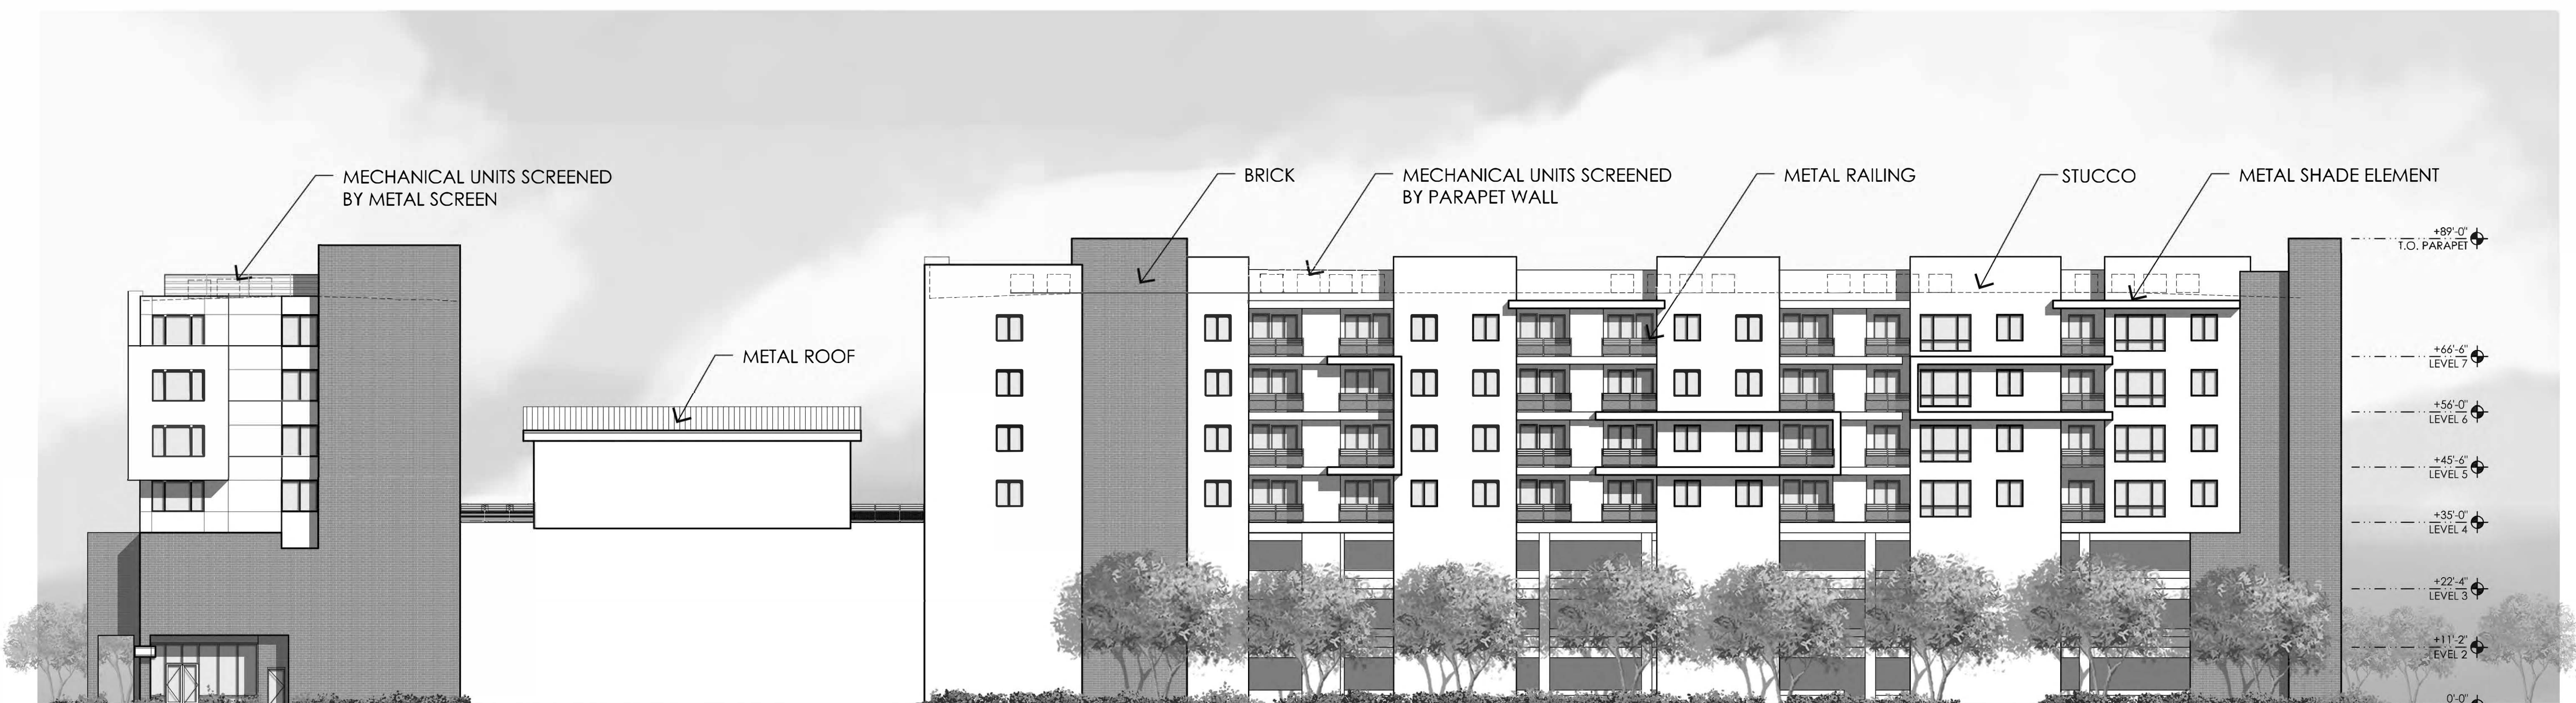 MECHANICAL UNITS SCREENED
BY METAL SCREEN
METAL ROOF
BRICK
MECHANICAL UNITS SCREENED
BY PARAPET WALL
METAL RAILING
STUCCO
METAL SHADE ELEMENT
+89'-0"
T.O. PARAPET
+66'-6"
LEVEL 7
+56'-0"
LEVEL 6
+45'-6"
LEVEL 5
+35'-0"
LEVEL 4
+22'-4"
LEVEL 3
+11'-2"
LEVEL 2
0'-0"